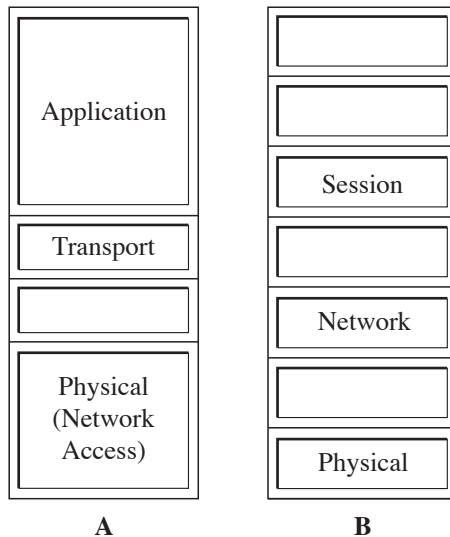 Application
Transport
Physical
(Network
Access)
A
Session
Network
Physical
B